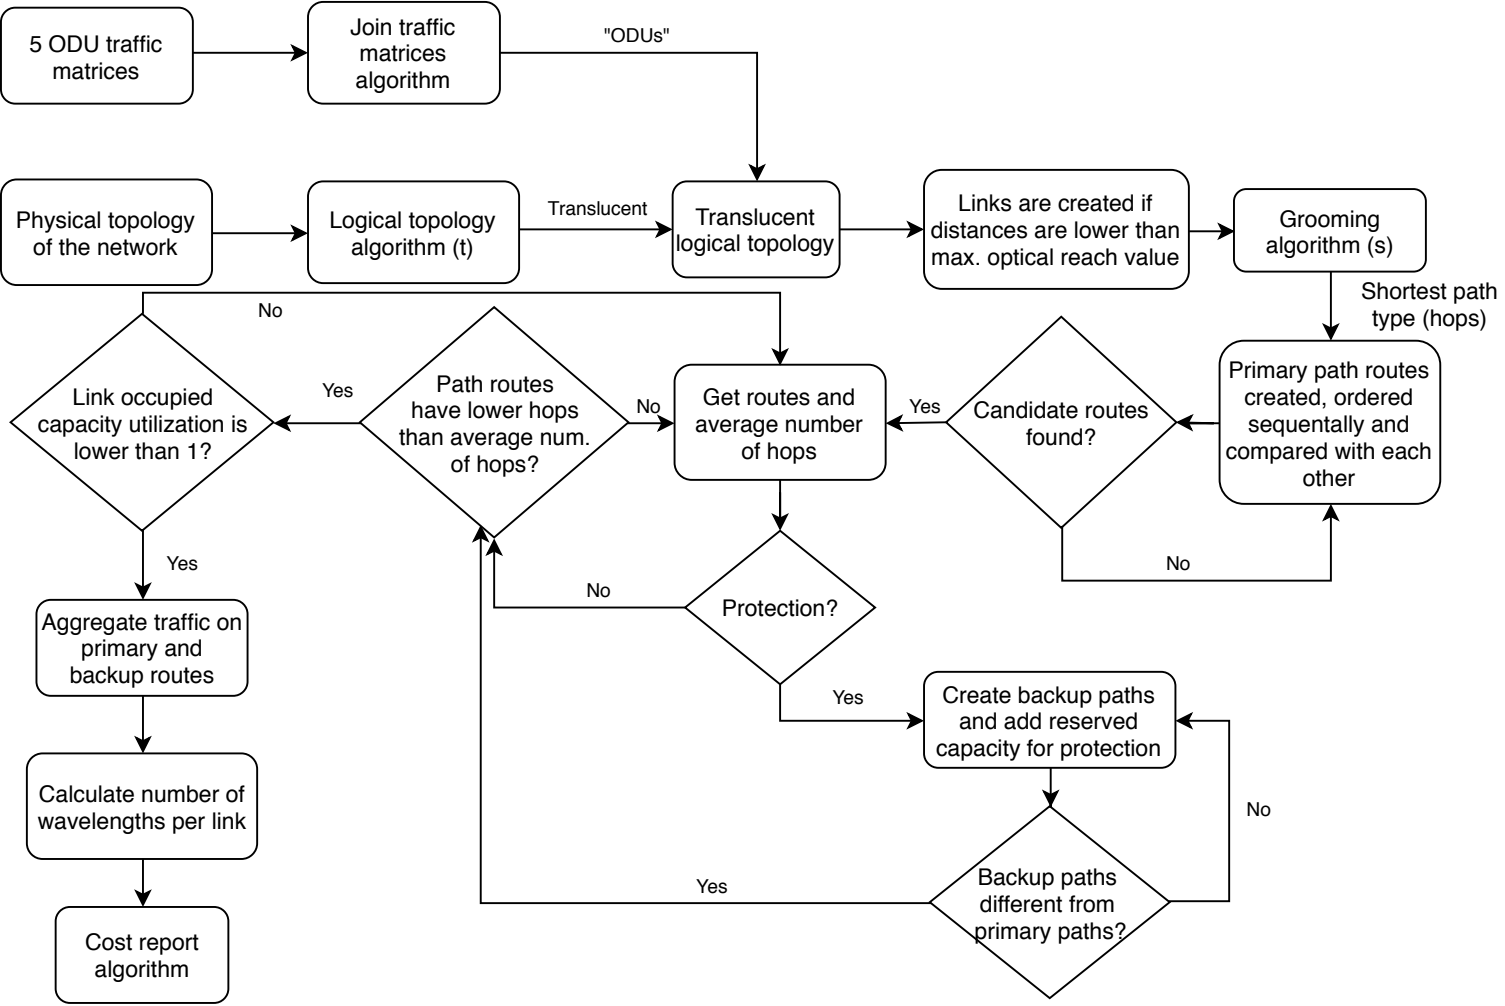 5 ODU traffic
matrices
Join traffic
matrices
algorithm
"ODUs"
Physical topology
of the network
Logical topology
algorithm (t)
Translucent
Translucent
logical topology
Links are created if
distances are lower than
max. optical reach value
Grooming
algorithm (s)
Shortest path
type (hops)
No
Link occupied
capacity utilization is
lower than 1?
Yes
Path routes
have lower hops
than average num.
of hops?
No
Get routes and
average number
of hops
Yes
Candidate routes
found?
Primary path routes
created, ordered
sequentially and
compared with each
other
No
Yes
No
Protection?
Aggregate traffic on
primary and
backup routes
Yes
Create backup paths
and add reserved
capacity for protection
No
Calculate number of
wavelengths per link
Yes
Backup paths
different from
primary paths?
Cost report
algorithm